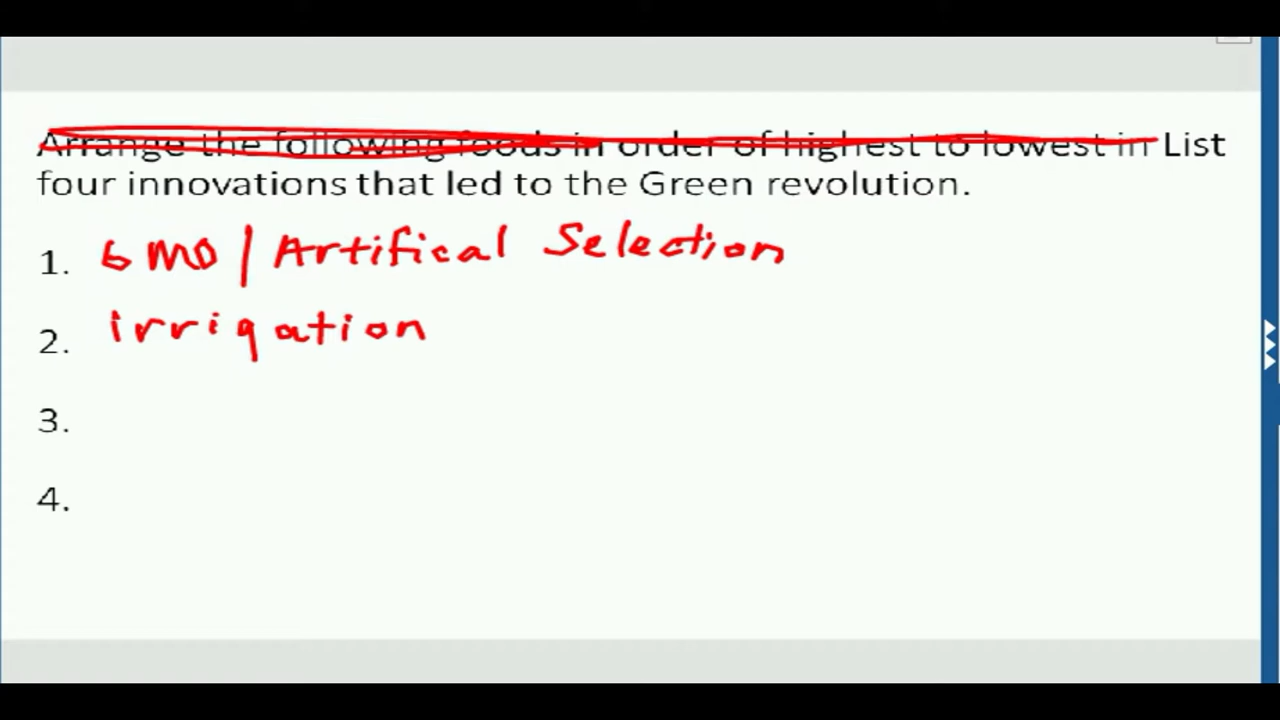 Arrange the following foods in order of highest to lowest in List
four innovations that led to the Green revolution.
1. GMO / Artifical Selection
2. irrigation
3.
4.